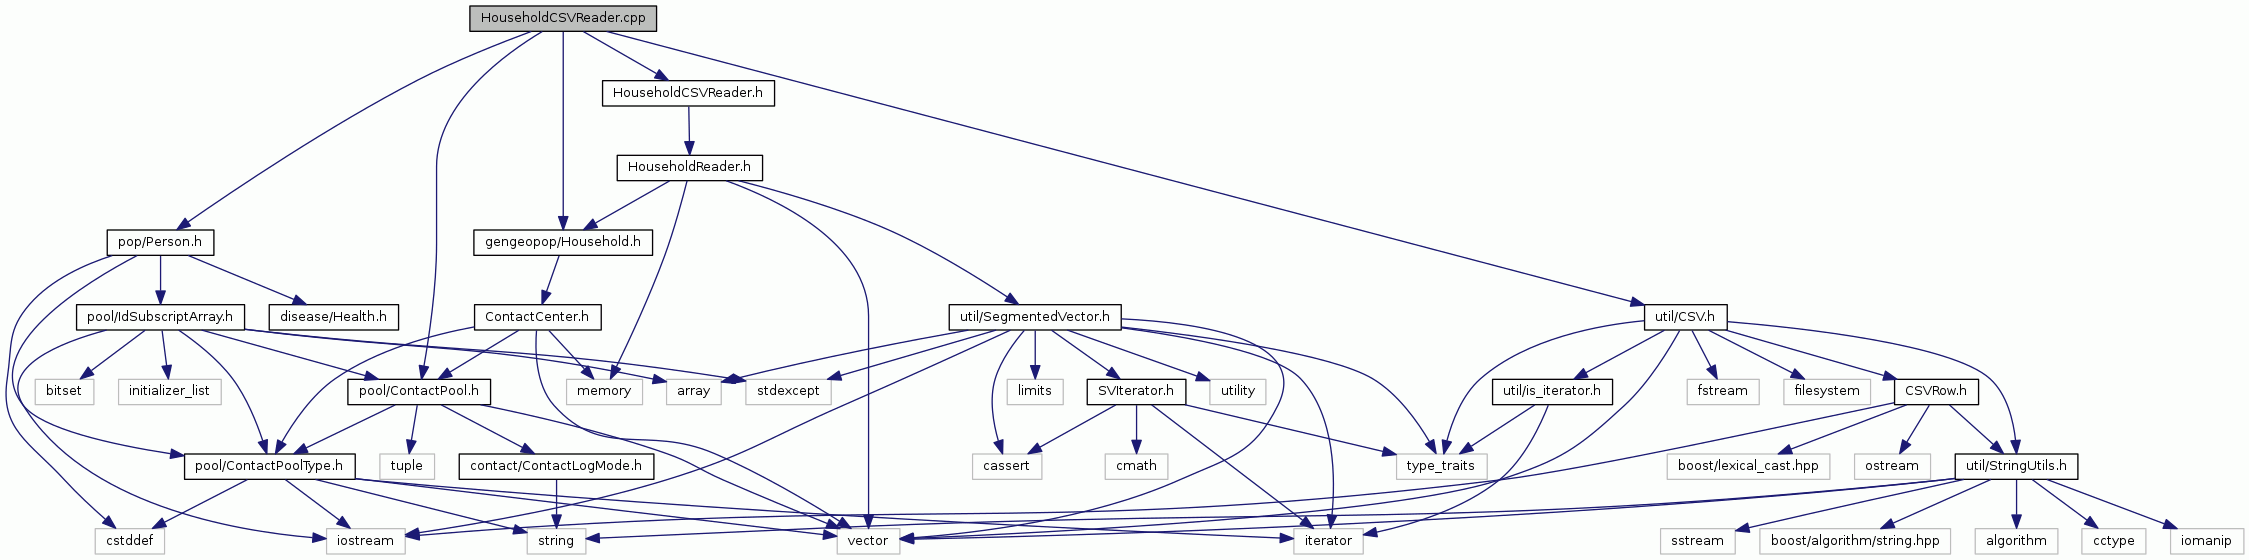 HouseholdCSVReader.cpp
HouseholdCSVReader.h
HouseholdReader.h
pop/Person.h
gengeopop/Household.h
pool/IdSubscriptArray.h
disease/Health.h
ContactCenter.h
util/SegmentedVector.h
util/CSV.h
bitset
initializer_list
pool/ContactPool.h
memory
array
stdexcept
limits
SVIterator.h
utility
util/is_iterator.h
fstream
filesystem
CSVRow.h
pool/ContactPoolType.h
tuple
contact/ContactLogMode.h
cassert
cmath
type_traits
boost/lexical_cast.hpp
ostream
util/StringUtils.h
cstddef
iostream
string
vector
iterator
sstream
boost/algorithm/string.hpp
algorithm
cctype
iomanip